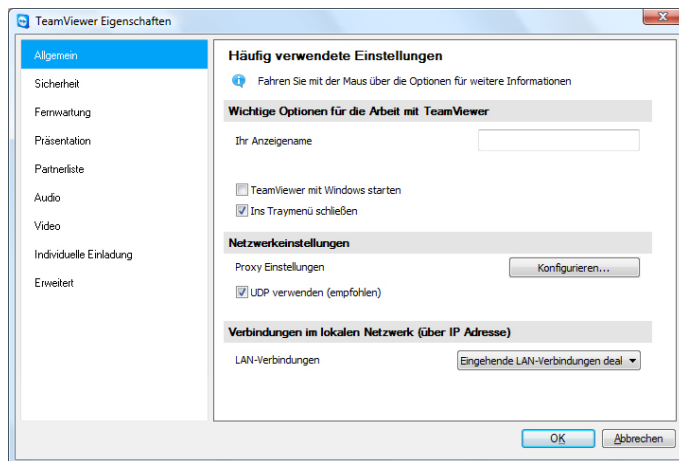 TeamViewer Eigenschaften
Allgemein
Sicherheit
Fernwartung
Präsentation
Partnerliste
Audio
Video
Individuelle Einladung
Erweitert
Häufig verwendete Einstellungen
Fahren Sie mit der Maus über die Optionen für weitere Informationen
Wichtige Optionen für die Arbeit mit TeamViewer
Ihr Anzeigename
TeamViewer mit Windows starten
Ins Traymenü schließen
Netzwerkeinstellungen
Proxy Einstellungen
Konfigurieren...
UDP verwenden (empfohlen)
Verbindungen im lokalen Netzwerk (über IP Adresse)
LAN-Verbindungen
Eingehende LAN-Verbindungen deal
OK
Abbrechen